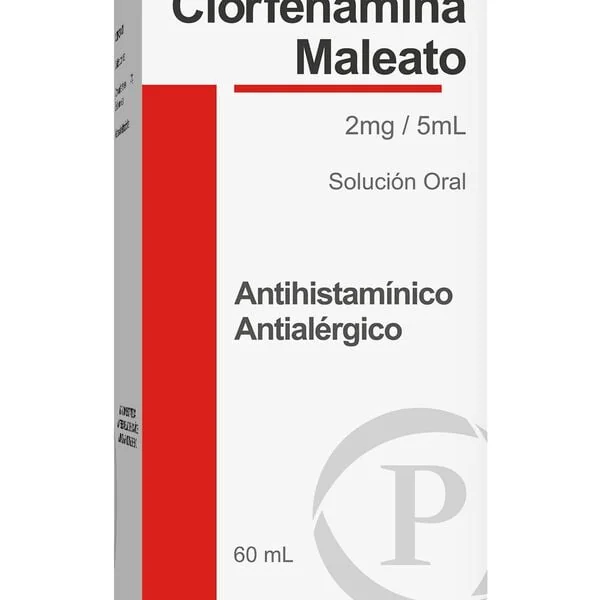 Clorfenamina
Maleato
2mg / 5mL
Solución Oral
Antihistamínico
Antialérgico
60 mL
P